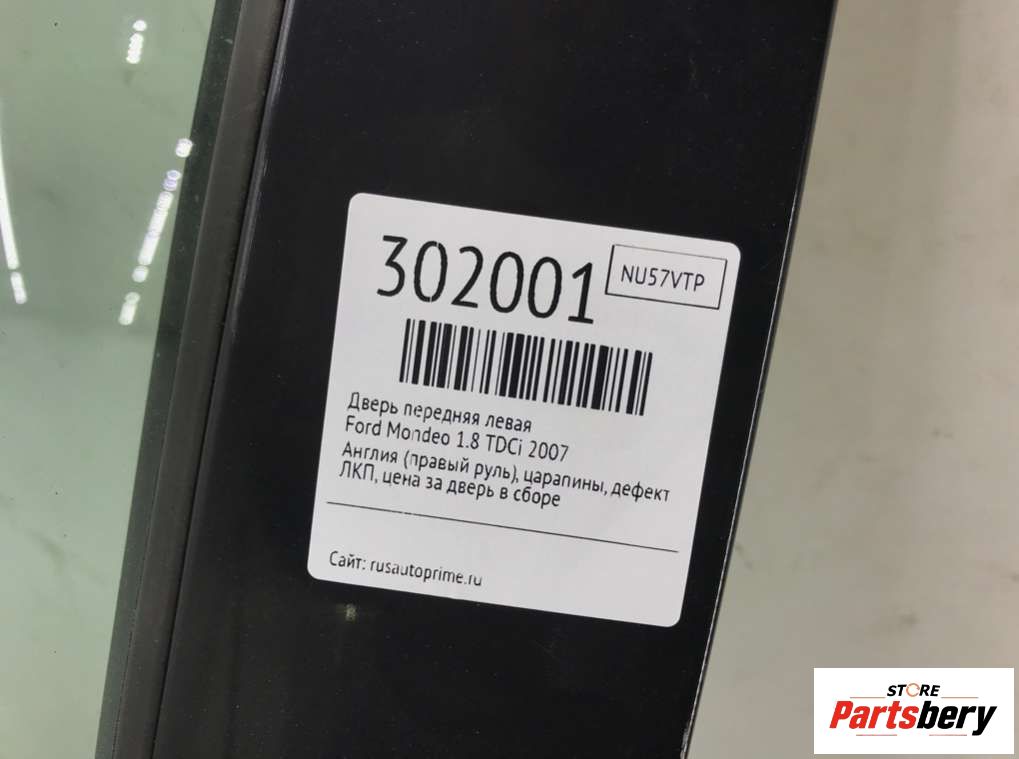 302001
NU57VTP
Дверь передняя левая
Ford Mondeo 1.8 TDCi 2007
Англия (правый руль), царапины, дефект
ЛКП, цена за дверь в сборе
Сайт: rusautoprime.ru
STORE
Partsbery